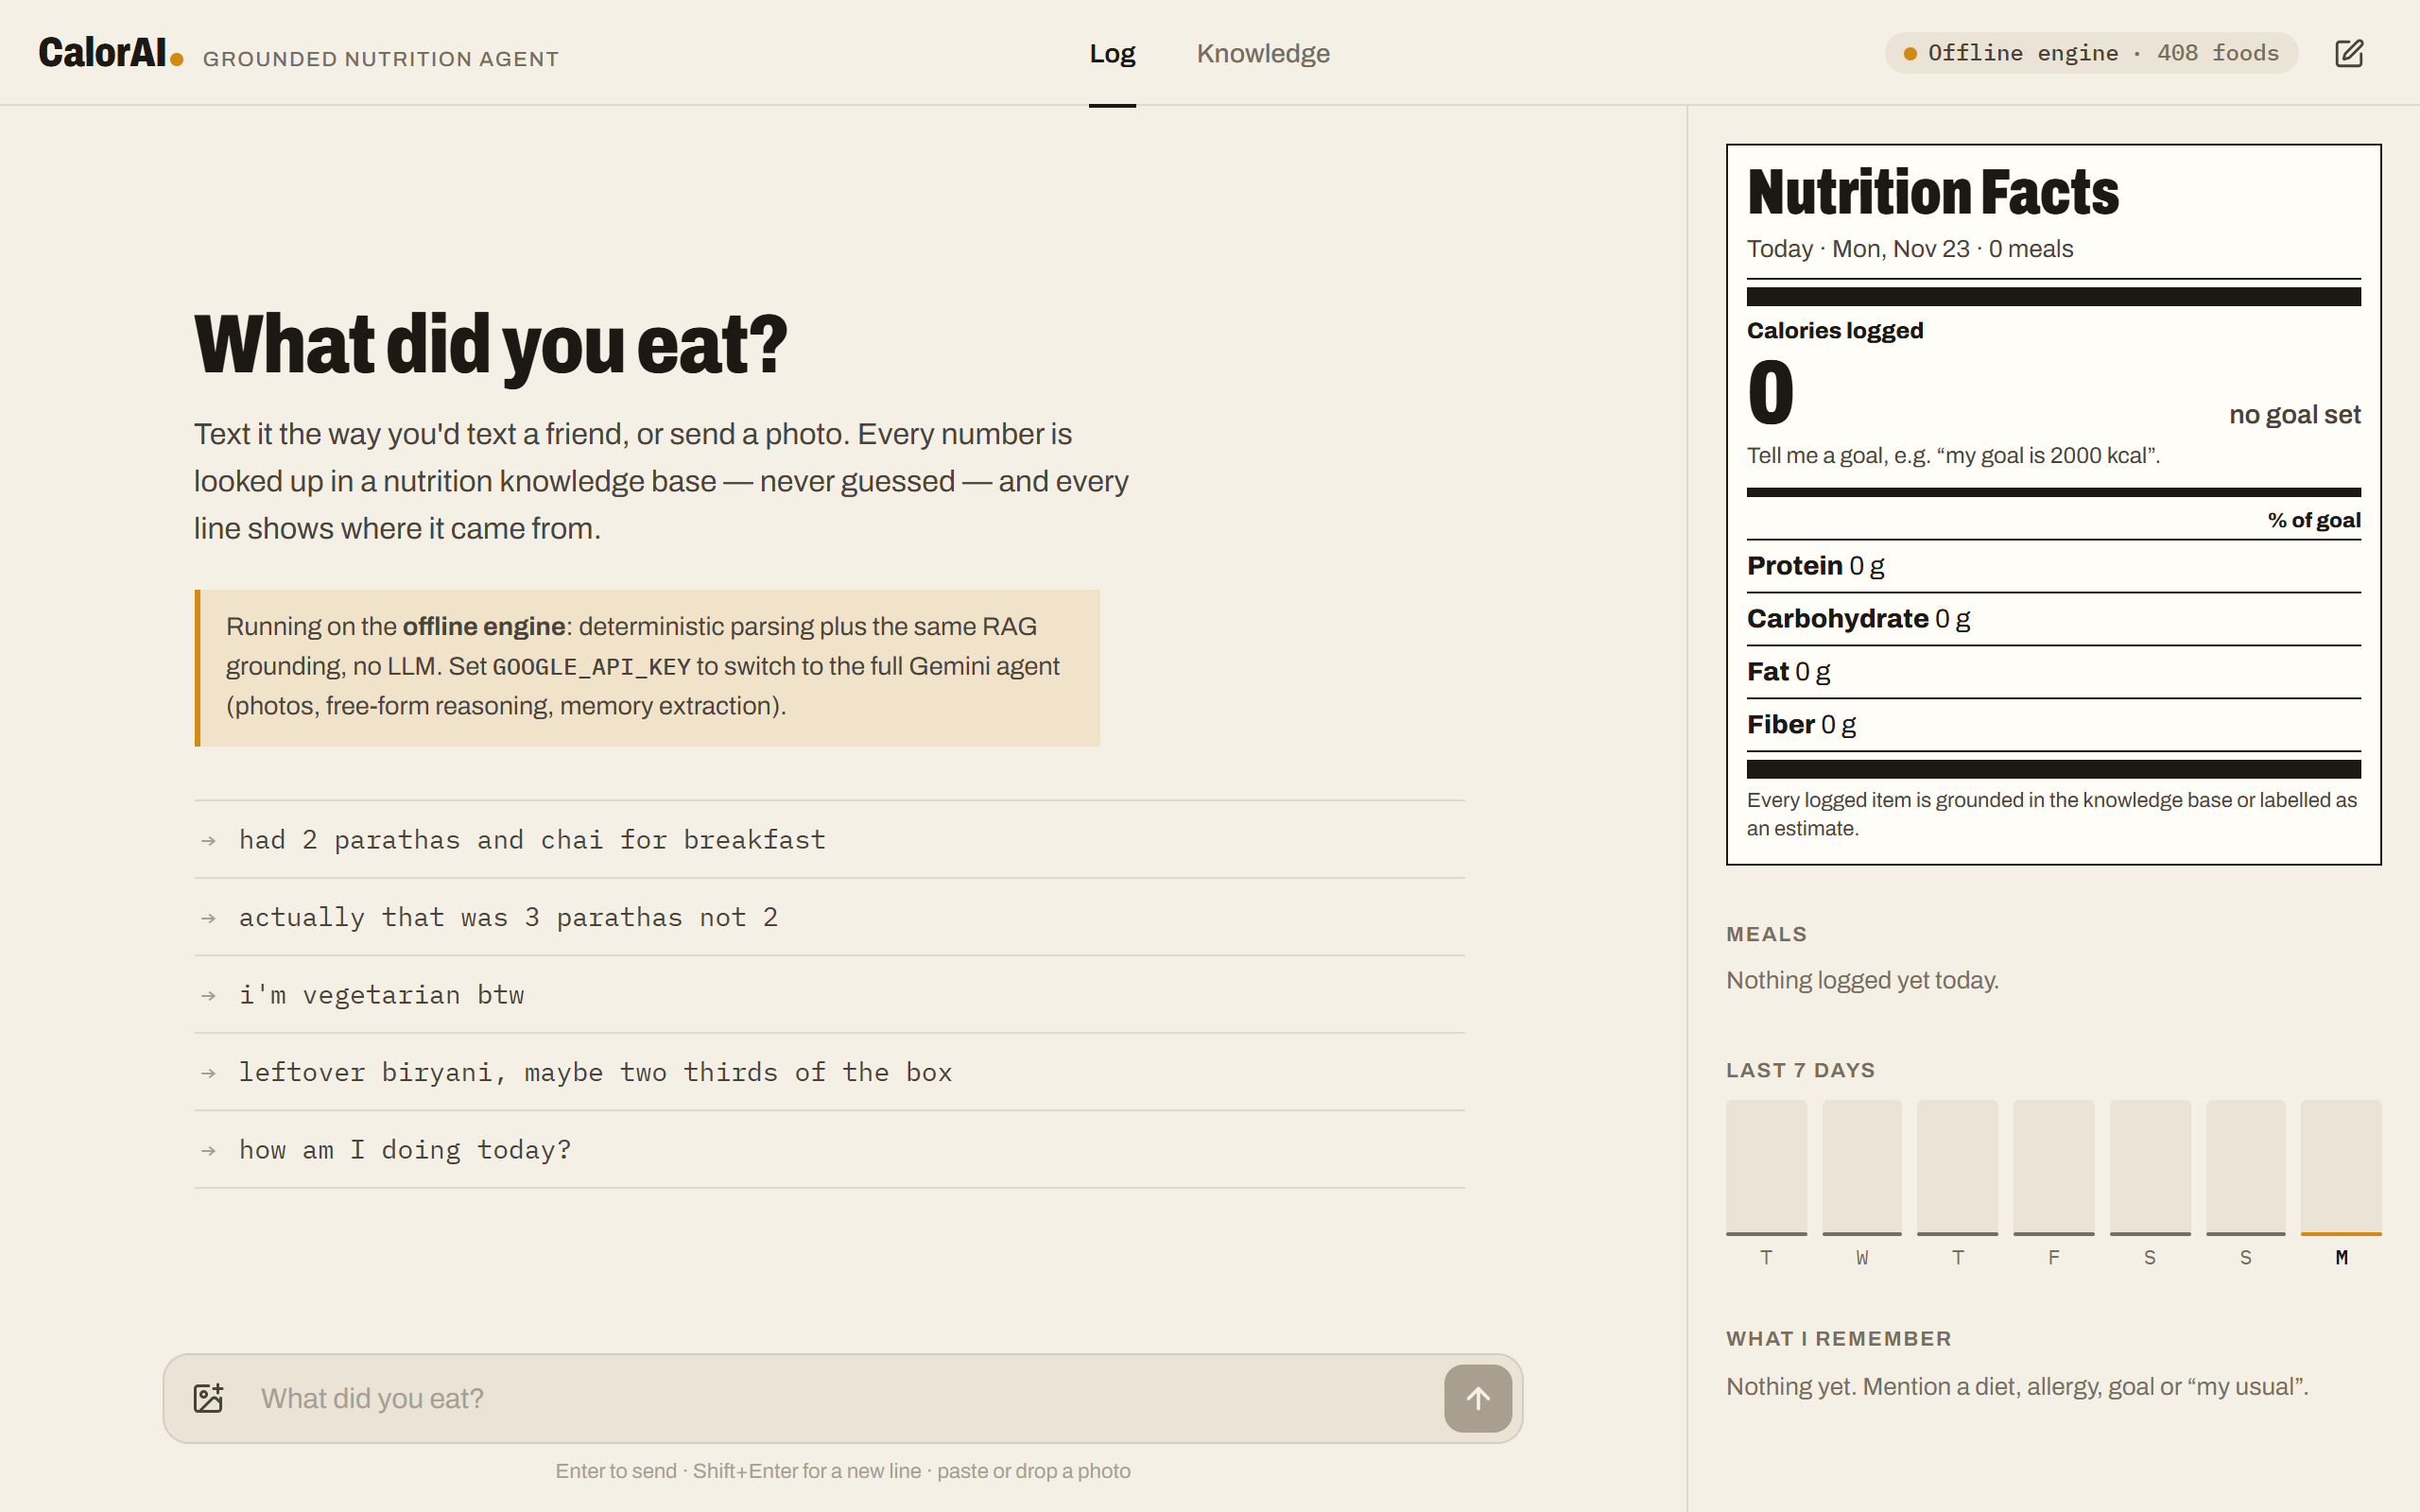 CalorAI
GROUNDED NUTRITION AGENT
Log
Knowledge
Offline engine · 408 foods
What did you eat?
Text it the way you'd text a friend, or send a photo. Every number is
looked up in a nutrition knowledge base — never guessed — and every
line shows where it came from.
Running on the offline engine: deterministic parsing plus the same RAG
grounding, no LLM. Set GOOGLE_API_KEY to switch to the full Gemini agent
(photos, free-form reasoning, memory extraction).
→ had 2 parathas and chai for breakfast
→ actually that was 3 parathas not 2
→ i'm vegetarian btw
→ leftover biryani, maybe two thirds of the box
→ how am I doing today?
What did you eat?
Enter to send · Shift+Enter for a new line · paste or drop a photo
Nutrition Facts
Today · Mon, Nov 23 · 0 meals
Calories logged
0
no goal set
Tell me a goal, e.g. “my goal is 2000 kcal”.
% of goal
Protein 0 g
Carbohydrate 0 g
Fat 0 g
Fiber 0 g
Every logged item is grounded in the knowledge base or labelled as
an estimate.
MEALS
Nothing logged yet today.
LAST 7 DAYS
T W T F S S M
WHAT I REMEMBER
Nothing yet. Mention a diet, allergy, goal or “my usual”.